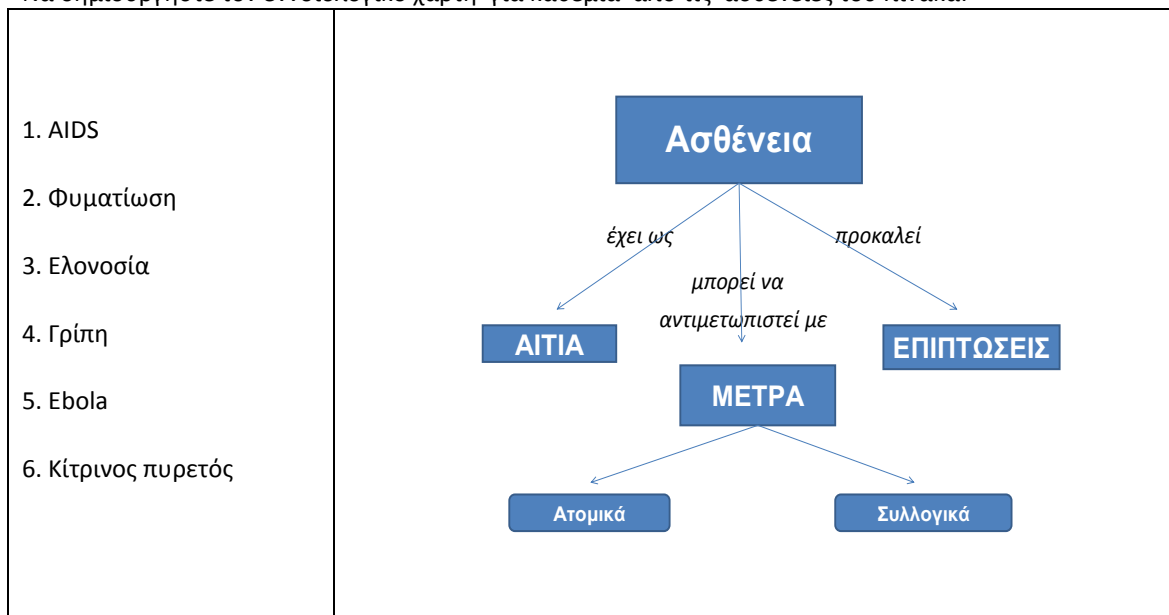 1. AIDS
2. Φυματίωση
3. Ελονοσία
4. Γρίπη
5. Ebola
6. Κίτρινος πυρετός
Ασθένεια
έχει ως
προκαλεί
μπορεί να
αντιμετωπιστεί με
ΑΙΤΙΑ
ΕΠΙΠΤΩΣΕΙΣ
ΜΕΤΡΑ
Ατομικά
Συλλογικά